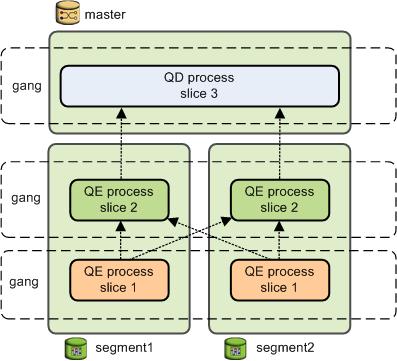 master
gang
QD process
slice 3
gang
QE process
slice 2
QE process
slice 2
gang
QE process
slice 1
QE process
slice 1
segment1
segment2